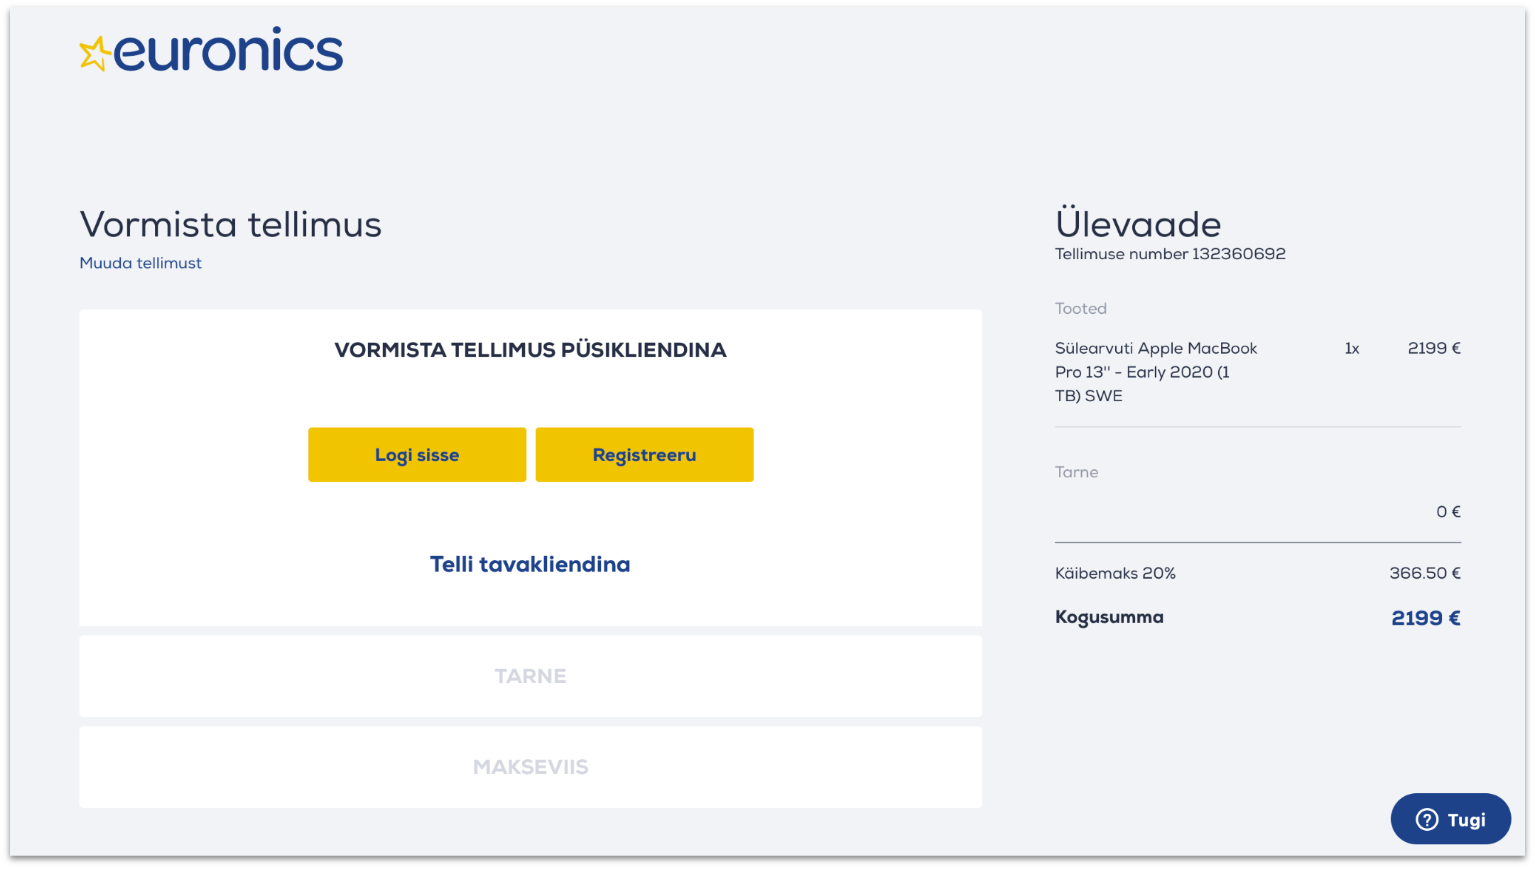 euronics
Vormista tellimus
Muuda tellimust
VORMISTA TELLIMUS PÜSIKLIENDINA
Logi sisse
Registreeru
Telli tavakliendina
TARNE
MAKSEVIIS
Ülevaade
Tellimuse number 132360692
Tooted
Sülearvuti Apple MacBook 1x 2199 €
Pro 13'' - Early 2020 (1
TB) SWE
Tarne
0 €
Käibemaks 20% 366.50 €
Kogusumma 2199 €
? Tugi